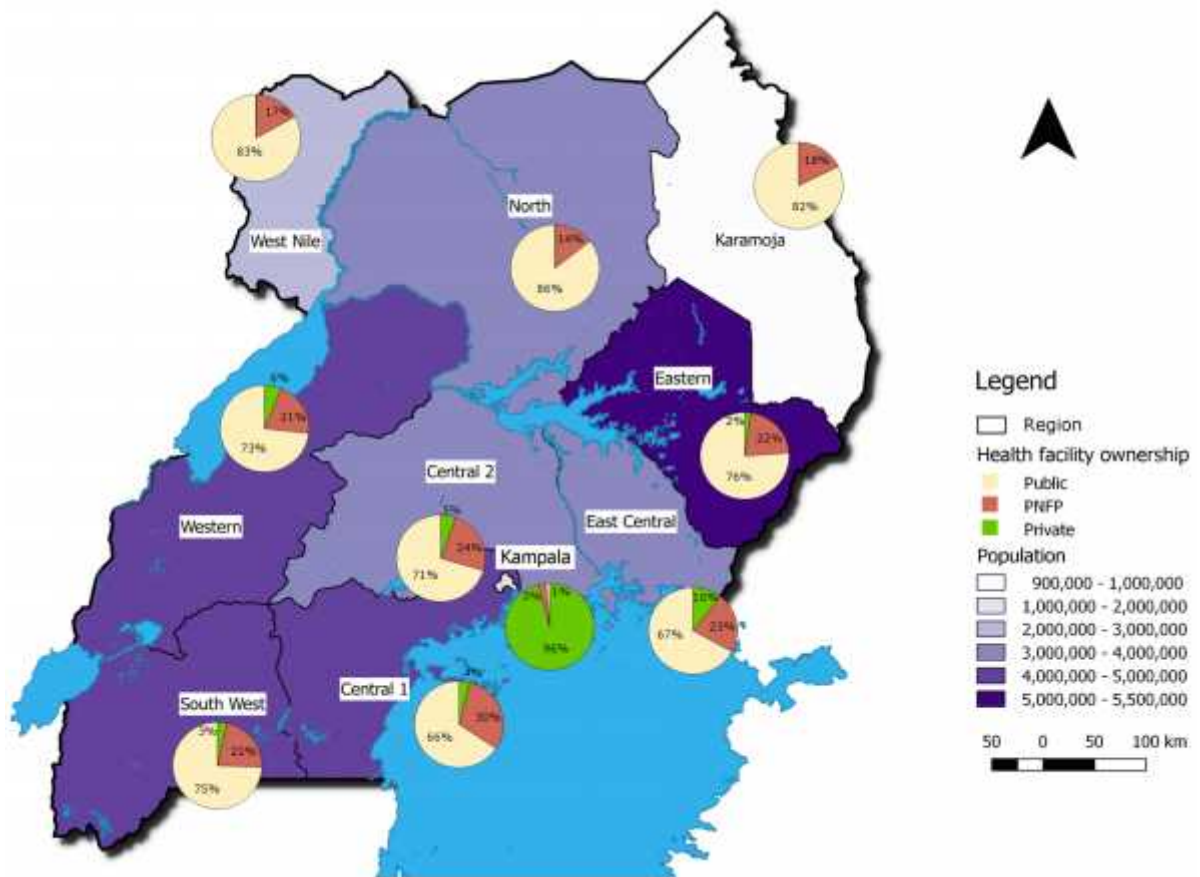 17%
83%
West Nile
North
14%
86%
18%
82%
Karamoja
6%
21%
73%
Eastern
2%
22%
76%
Western
Central 2
5%
24%
71%
East Central
Kampala
1%
96%
10%
23%
67%
Central 1
30%
66%
South West
75%
Legend
Region
Health facility ownership
Public
PNFP
Private
Population
900,000 - 1,000,000
1,000,000 - 2,000,000
2,000,000 - 3,000,000
3,000,000 - 4,000,000
4,000,000 - 5,000,000
5,000,000 - 5,500,000
50 0 50 100 km